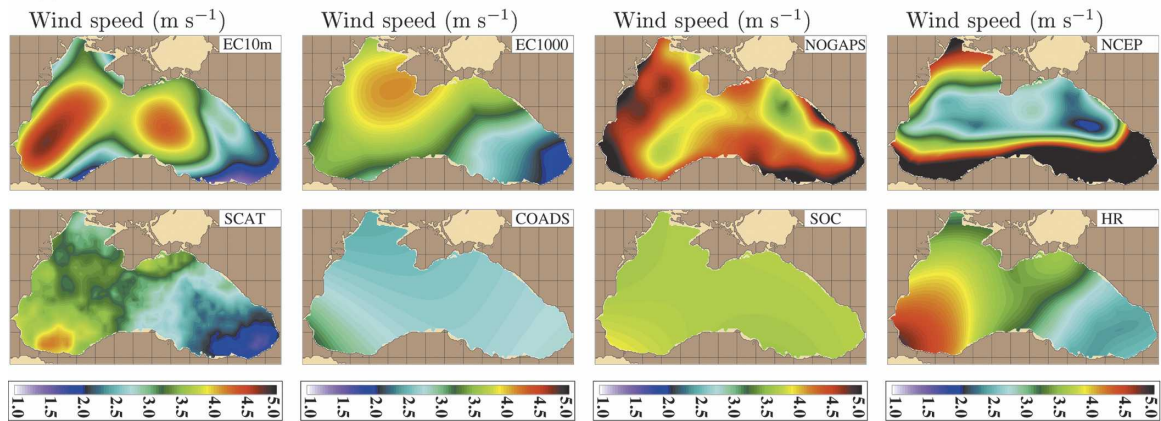 Wind speed (m s⁻¹) Wind speed (m s⁻¹) Wind speed (m s⁻¹) Wind speed (m s⁻¹)
EC10m EC1000 NOGAPS NCEP
SCAT COADS SOC HR
1.0 1.5 2.0 2.5 3.0 3.5 4.0 4.5 5.0 1.0 1.5 2.0 2.5 3.0 3.5 4.0 4.5 5.0 1.0 1.5 2.0 2.5 3.0 3.5 4.0 4.5 5.0 1.0 1.5 2.0 2.5 3.0 3.5 4.0 4.5 5.0